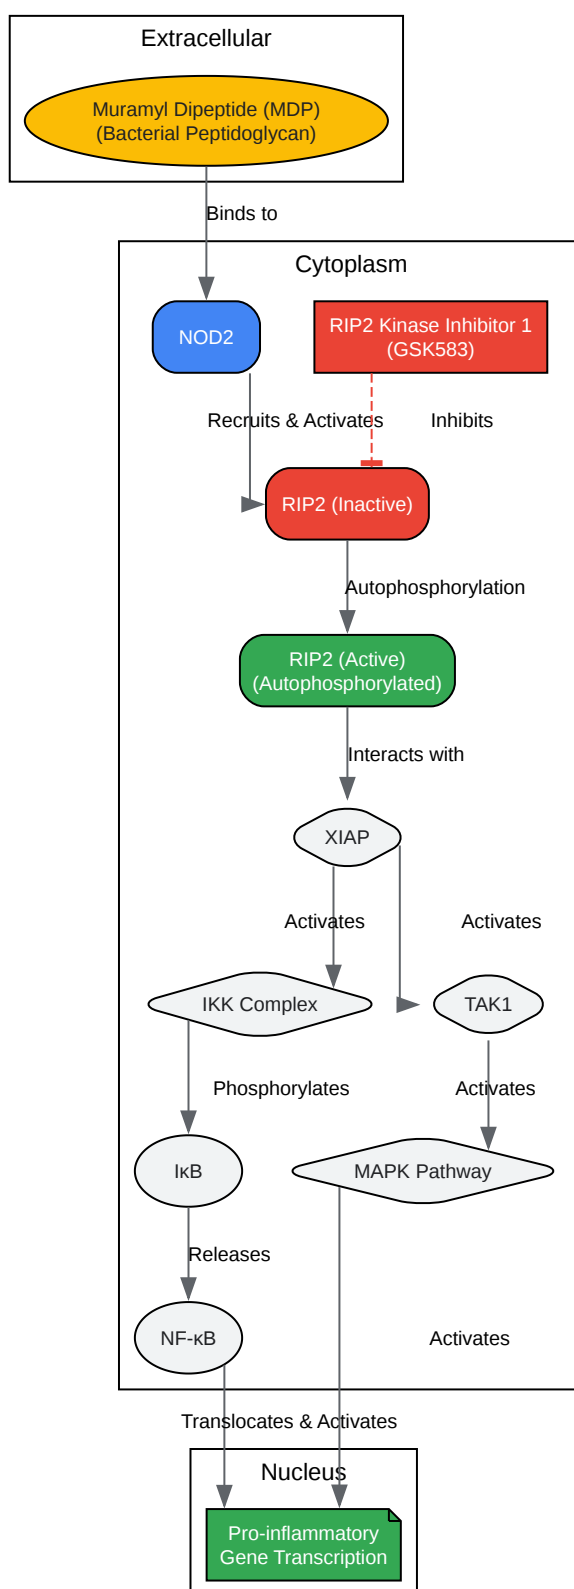 Extracellular
Muramyl Dipeptide (MDP)
(Bacterial Peptidoglycan)
Binds to
Cytoplasm
NOD2
RIP2 Kinase Inhibitor 1
(GSK583)
Recruits & Activates
Inhibits
RIP2 (Inactive)
Autophosphorylation
RIP2 (Active)
(Autophosphorylated)
Interacts with
XIAP
Activates
Activates
IKK Complex
TAK1
Phosphorylates
Activates
IκB
MAPK Pathway
Releases
NF-κB
Activates
Translocates & Activates
Nucleus
Pro-inflammatory
Gene Transcription